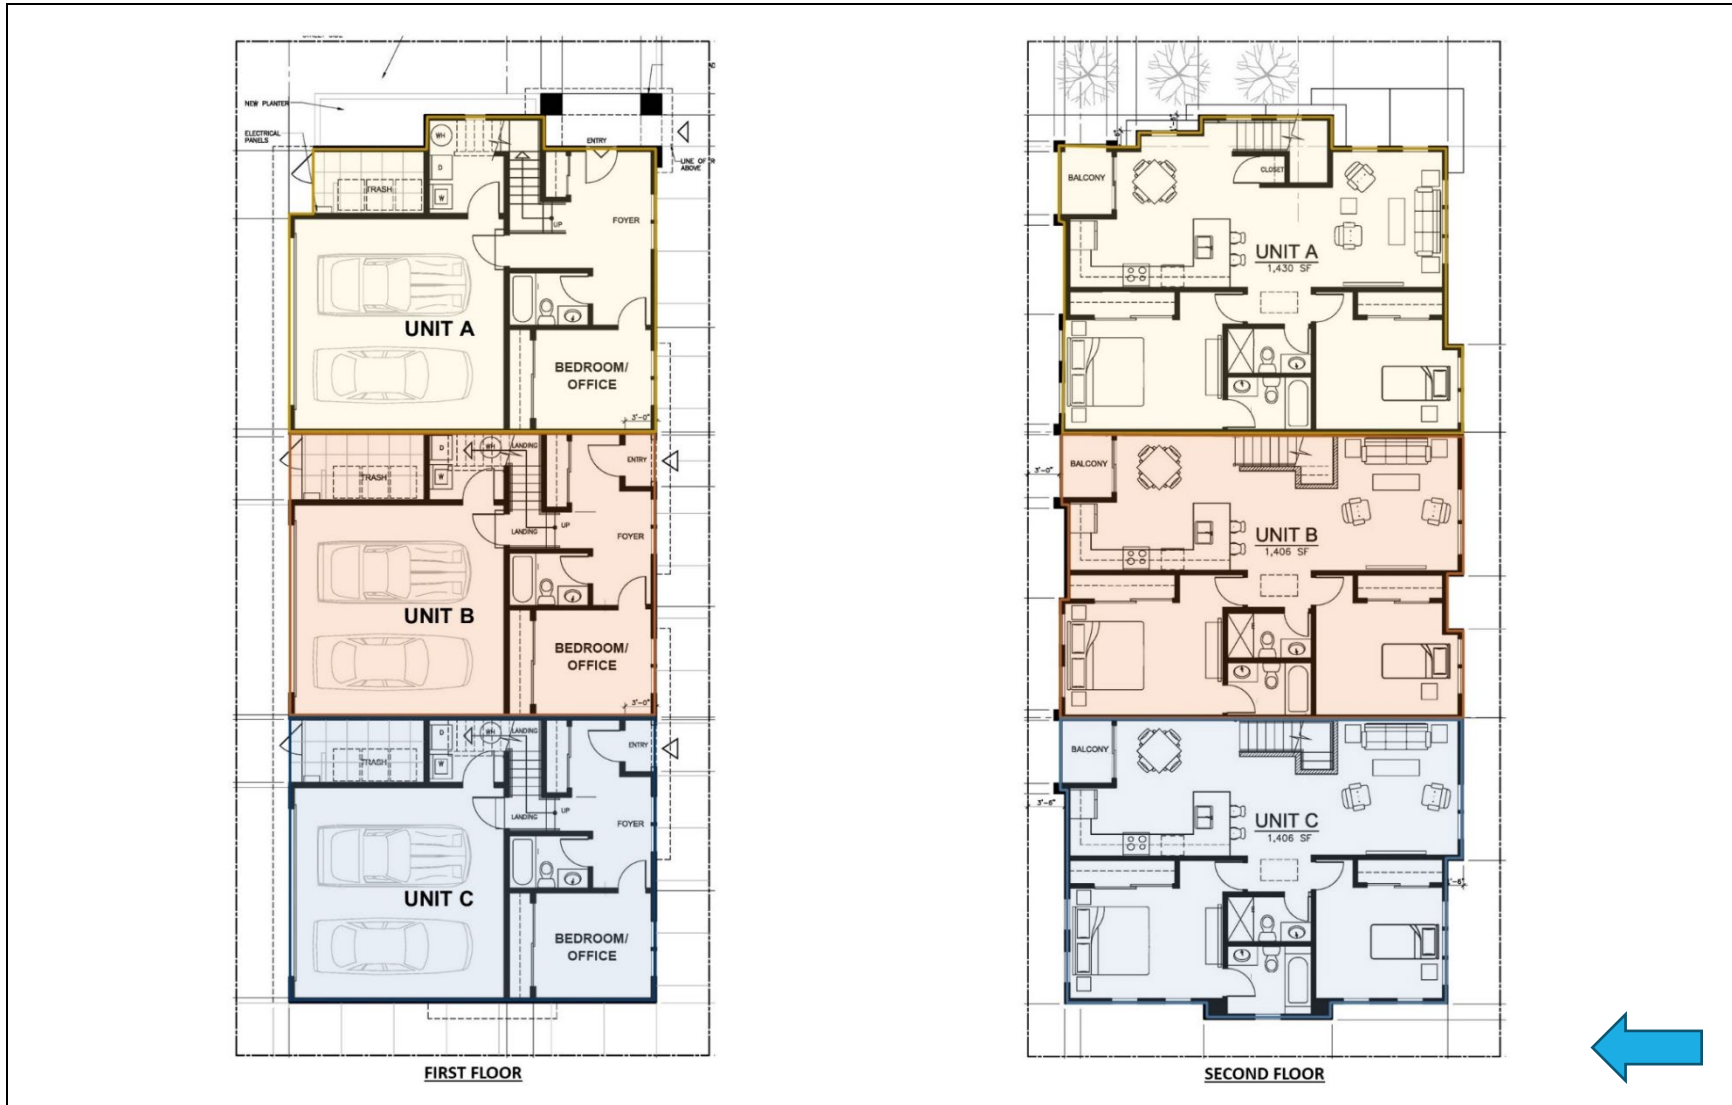 NEW PLANTER
ELECTRICAL
PANELS
WH
D
W
TRASH
ENTRY
LINE OF
ABOVE
UP
FOYER
UNIT A
BEDROOM/
OFFICE
3'-0"
D
WH
LANDING
W
TRASH
ENTRY
LANDING
UP
FOYER
UNIT B
BEDROOM/
OFFICE
3'-0"
D
WH
LANDING
W
TRASH
ENTRY
LANDING
UP
FOYER
UNIT C
BEDROOM/
OFFICE
FIRST FLOOR
BALCONY
CLOSET
UNIT A
1,430 SF
BALCONY
3'-0"
UNIT B
1,406 SF
BALCONY
3'-6"
UNIT C
1,406 SF
SECOND FLOOR